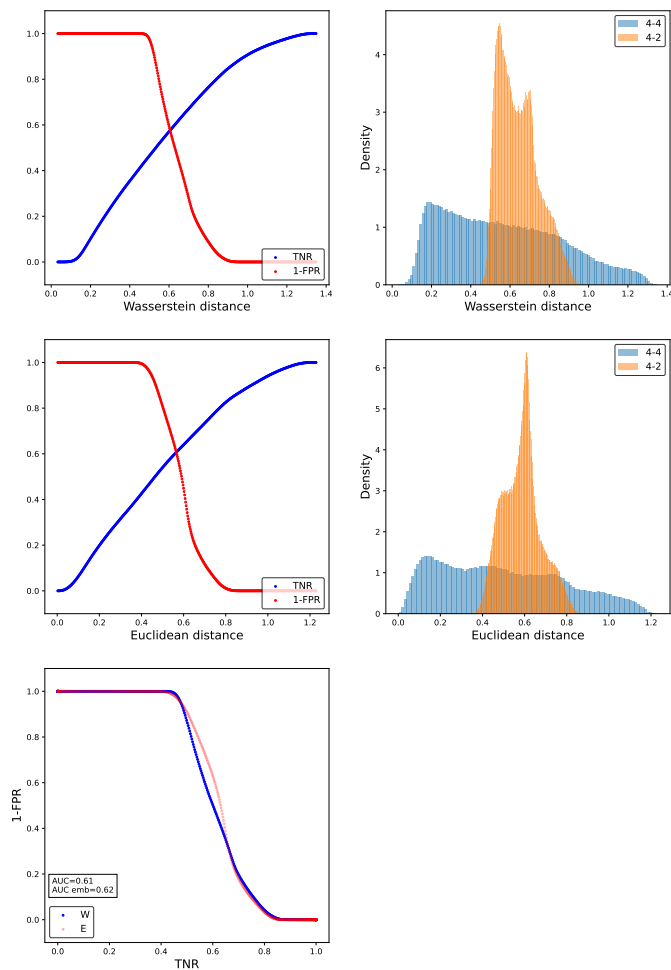 1.0
0.8
0.6
0.4
0.2
0.0
TNR
1-FPR
0.0 0.2 0.4 0.6 0.8 1.0 1.2 1.4
Wasserstein distance
4-4
4-2
Density
4
3
2
1
0
0.0 0.2 0.4 0.6 0.8 1.0 1.2 1.4
Wasserstein distance
1.0
0.8
0.6
0.4
0.2
0.0
TNR
1-FPR
0.0 0.2 0.4 0.6 0.8 1.0 1.2
Euclidean distance
4-4
4-2
Density
6
5
4
3
2
1
0
0.0 0.2 0.4 0.6 0.8 1.0 1.2
Euclidean distance
1-FPR
1.0
0.8
0.6
0.4
0.2
0.0
AUC=0.61
AUC emb=0.62
W
E
0.0 0.2 0.4 0.6 0.8 1.0
TNR